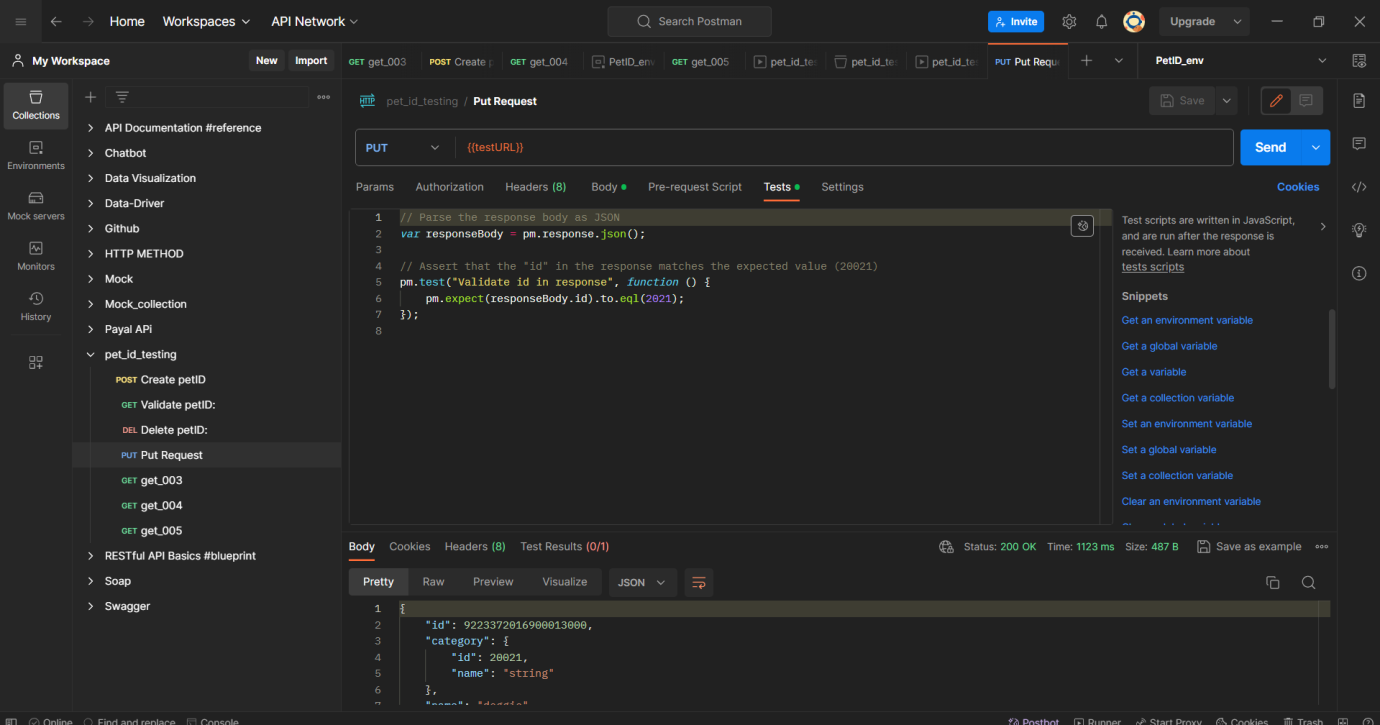 Home Workspaces API Network Search Postman Invite Upgrade
My Workspace New Import GET get_003 POST Create GET get_004 PetID_env GET get_005 pet_id_tes pet_id_tes pet_id_te PUT Put Requ PetID_env
Collections
Environments
Mock servers
Monitors
History
API Documentation #reference
Chatbot
Data Visualization
Data-Driver
Github
HTTP METHOD
Mock
Mock_collection
Payal APi
pet_id_testing
POST Create petID
GET Validate petID:
DEL Delete petID:
PUT Put Request
GET get_003
GET get_004
GET get_005
RESTful API Basics #blueprint
Soap
Swagger
HTTP pet_id_testing / Put Request Save
PUT {{testURL}} Send
Params Authorization Headers (8) Body Pre-request Script Tests Settings Cookies
1 // Parse the response body as JSON
2 var responseBody = pm.response.json();
3
4 // Assert that the "id" in the response matches the expected value (20021)
5 pm.test("Validate id in response", function () {
6 pm.expect(responseBody.id).to.eql(2021);
7 });
8
Test scripts are written in JavaScript,
and are run after the response is
received. Learn more about
tests scripts
Snippets
Get an environment variable
Get a global variable
Get a variable
Get a collection variable
Set an environment variable
Set a global variable
Set a collection variable
Clear an environment variable
Body Cookies Headers (8) Test Results (0/1) Status: 200 OK Time: 1123 ms Size: 487 B Save as example
Pretty Raw Preview Visualize JSON
1 {
2 "id": 9223372016900013000,
3 "category": {
4 "id": 20021,
5 "name": "string"
6 },
7 "name": "doggie"
Online Find and replace Console Postbot Runner Start Proxy Cookies Trash